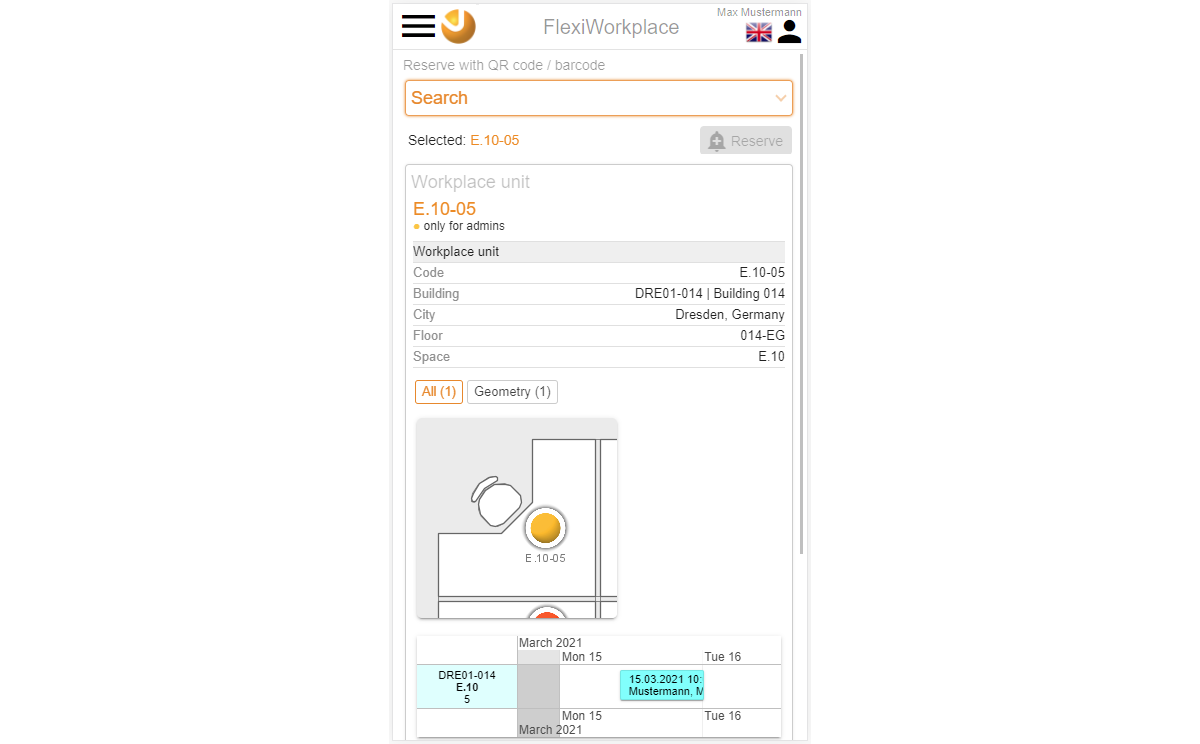 Max Mustermann
FlexiWorkplace
Reserve with QR code / barcode
Search
Selected: E.10-05
Reserve
Workplace unit
E.10-05
only for admins
Workplace unit
Code E.10-05
Building DRE01-014 | Building 014
City Dresden, Germany
Floor 014-EG
Space E.10
All (1) Geometry (1)
E.10-05
March 2021
Mon 15 Tue 16
DRE01-014
E.10
5
15.03.2021 10:
Mustermann, M
Mon 15 Tue 16
March 2021